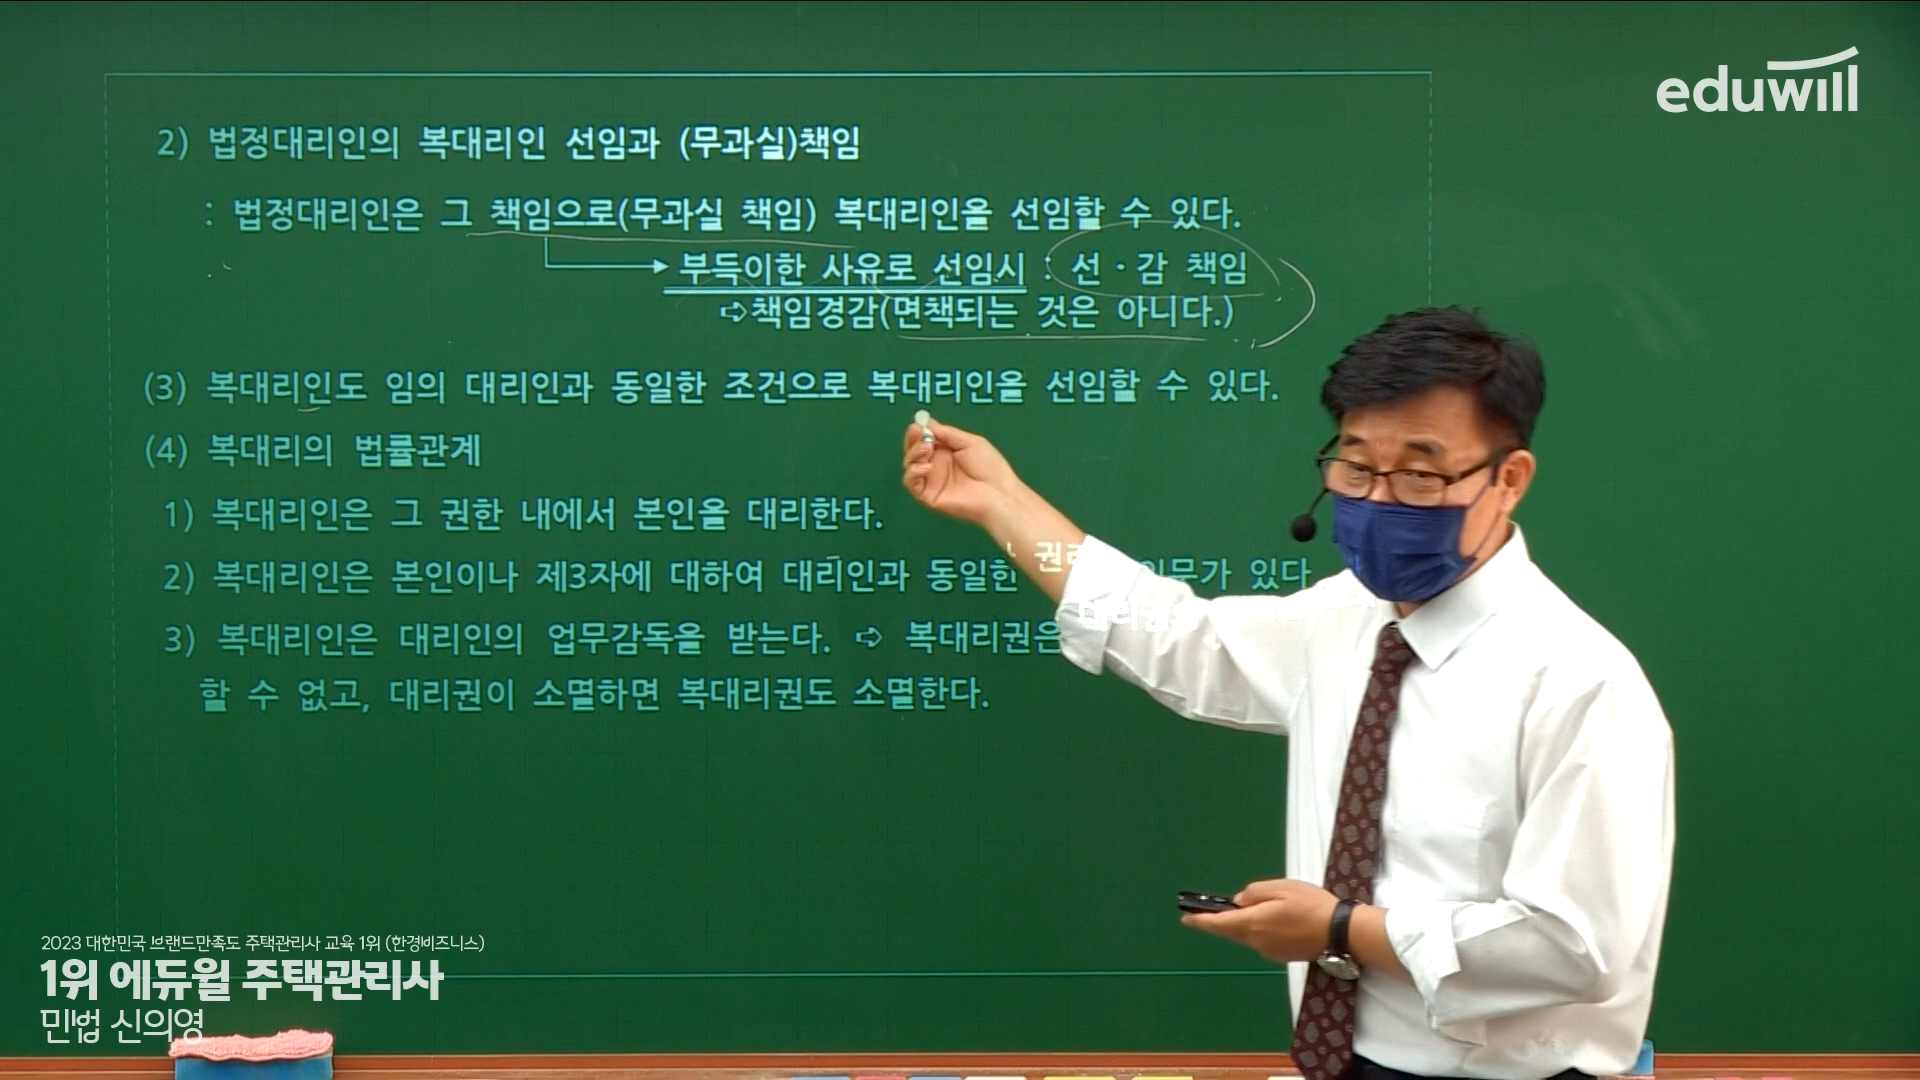 eduwill
2) 법정대리인의 복대리인 선임과 (무과실)책임
: 법정대리인은 그 책임으로(무과실 책임) 복대리인을 선임할 수 있다.
부득이한 사유로 선임시 : 선·감 책임
⇨책임경감(면책되는 것은 아니다.)
(3) 복대리인도 임의 대리인과 동일한 조건으로 복대리인을 선임할 수 있다.
(4) 복대리의 법률관계
1) 복대리인은 그 권한 내에서 본인을 대리한다.
2) 복대리인은 본인이나 제3자에 대하여 대리인과 동일한 있다
3) 복대리인은 대리인의 업무감독을 받는다. ⇨ 복대리권은
할 수 없고, 대리권이 소멸하면 복대리권도 소멸한다.
2023 대한민국 브랜드만족도 주택관리사 교육 1위 (한경비즈니스)
1위 에듀윌 주택관리사
민법 신의영